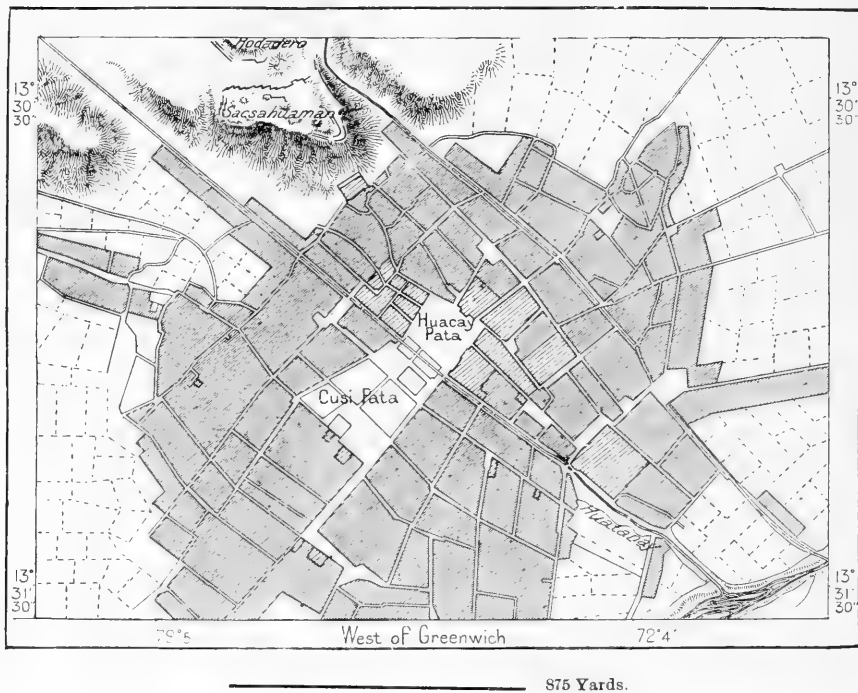 Rodadero
Sacsahuaman
13°
30'
30"
13°
30'
30"
Huacay
Pata
Cusi Pata
Huatanay
13°
31'
30"
13°
31'
30"
West of Greenwich
72°4'
875 Yards.